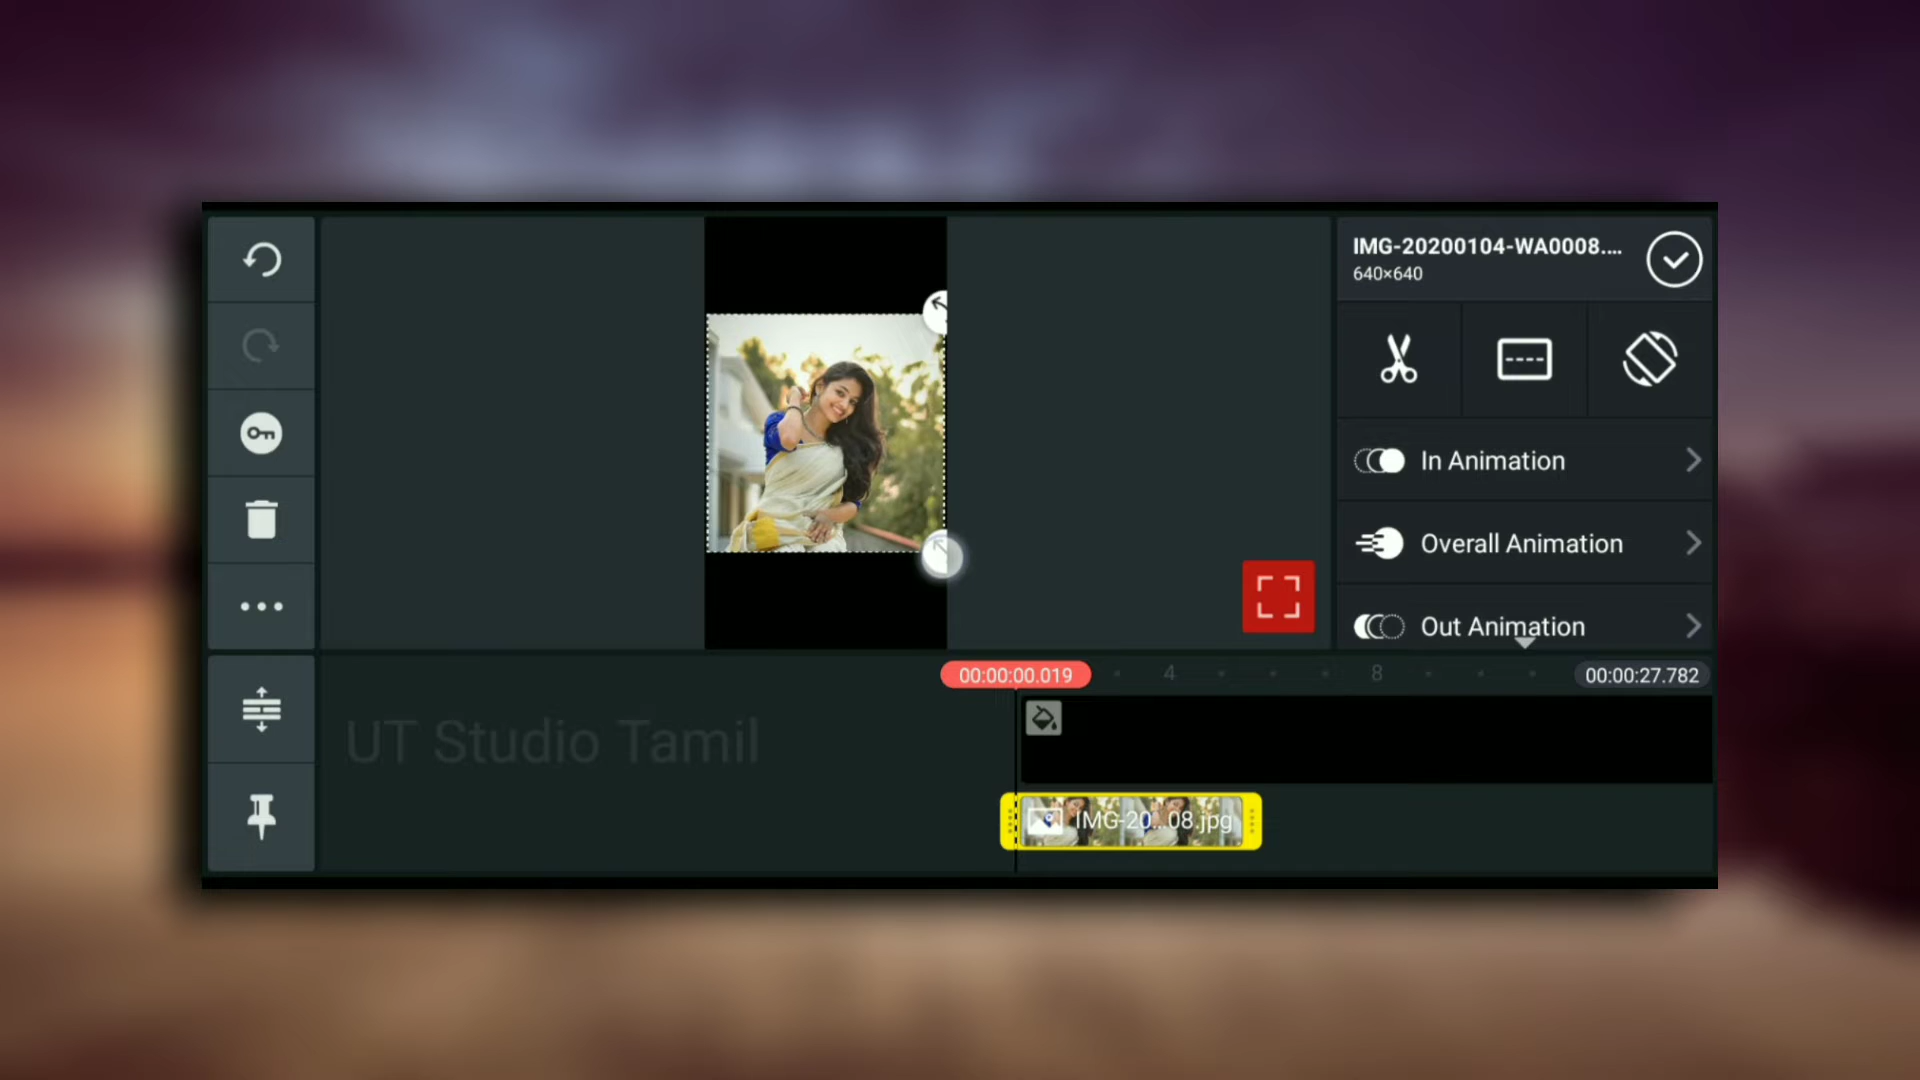 IMG-20200104-WA0008....
640×640
In Animation
Overall Animation
Out Animation
00:00:00.019
4
8
00:00:27.782
UT Studio Tamil
IMG-20...08.jpg